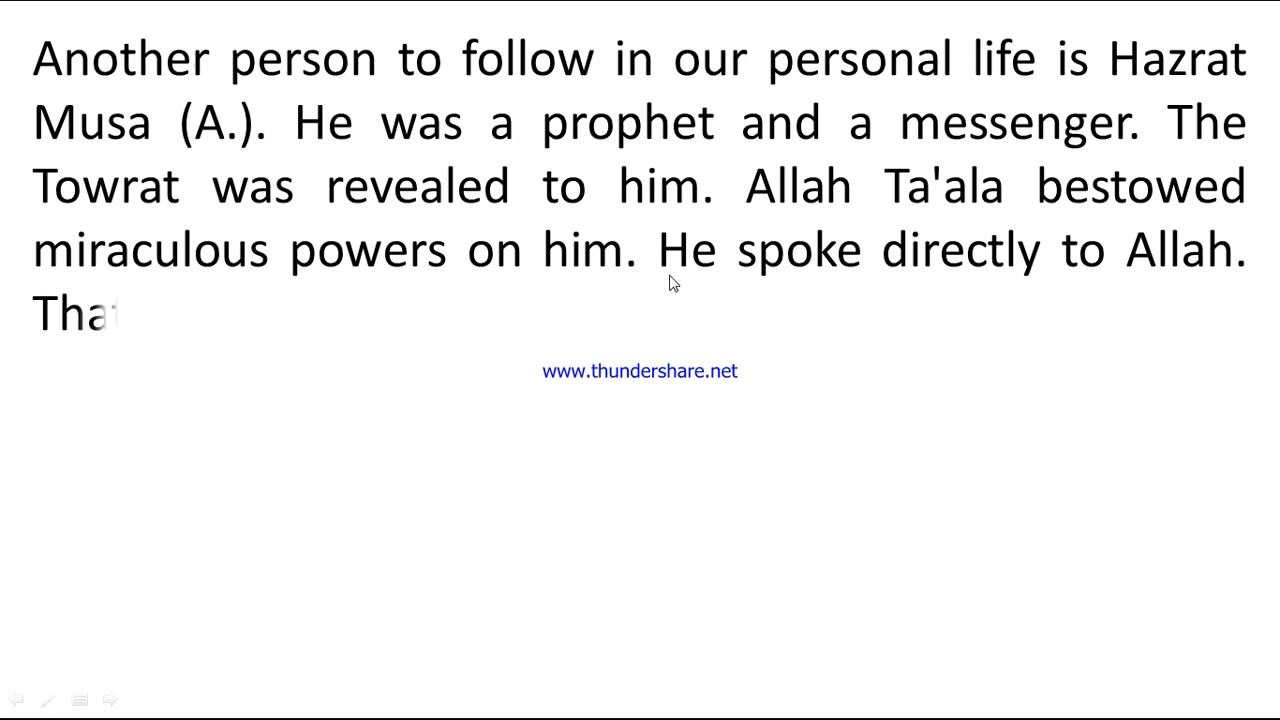 Another person to follow in our personal life is Hazrat
Musa (A.). He was a prophet and a messenger. The
Towrat was revealed to him. Allah Ta'ala bestowed
miraculous powers on him. He spoke directly to Allah.
That
www.thundershare.net